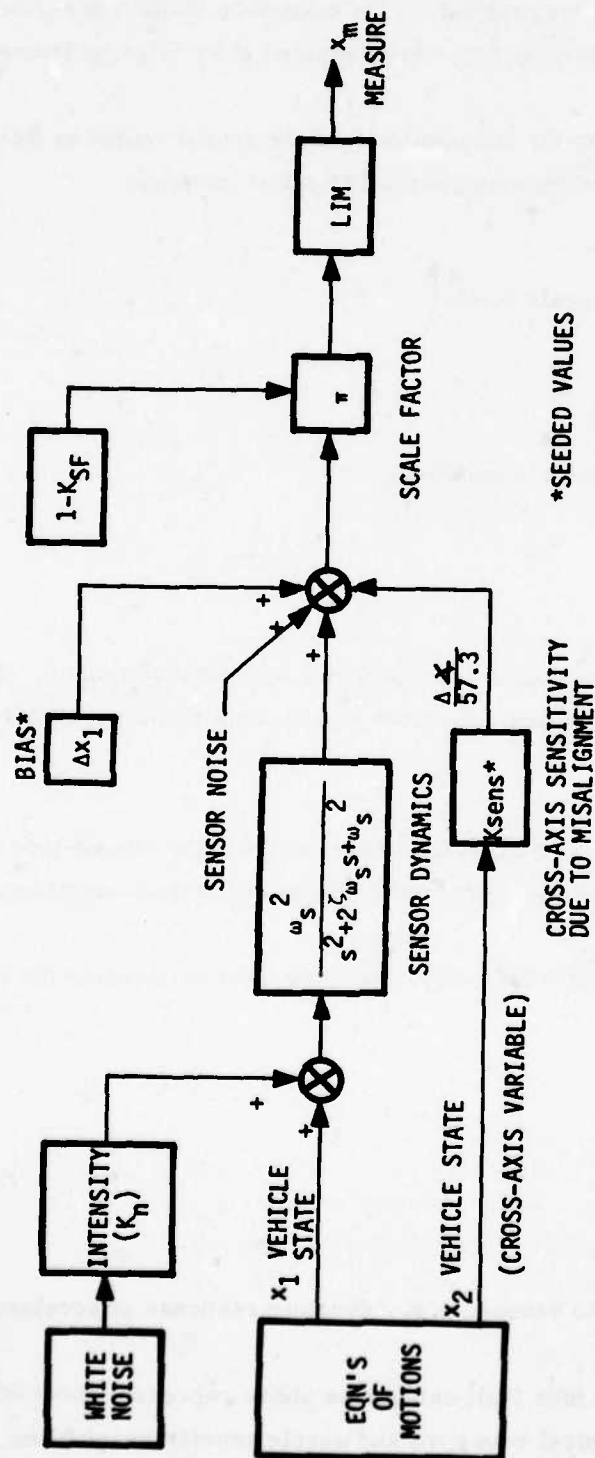 WHITE
NOISE
INTENSITY
(Kn)
EQN'S
OF
MOTIONS
x1 VEHICLE
STATE
x2 VEHICLE STATE
(CROSS-AXIS VARIABLE)
+
+
ωs²
s²+2ζωs s+ωs²
SENSOR DYNAMICS
BIAS*
Δx1
SENSOR NOISE
+
+
+
Ksens*
CROSS-AXIS SENSITIVITY
DUE TO MISALIGNMENT
57.3
1-KSF
π
SCALE FACTOR
LIM
xm
MEASURE
*SEEDED VALUES